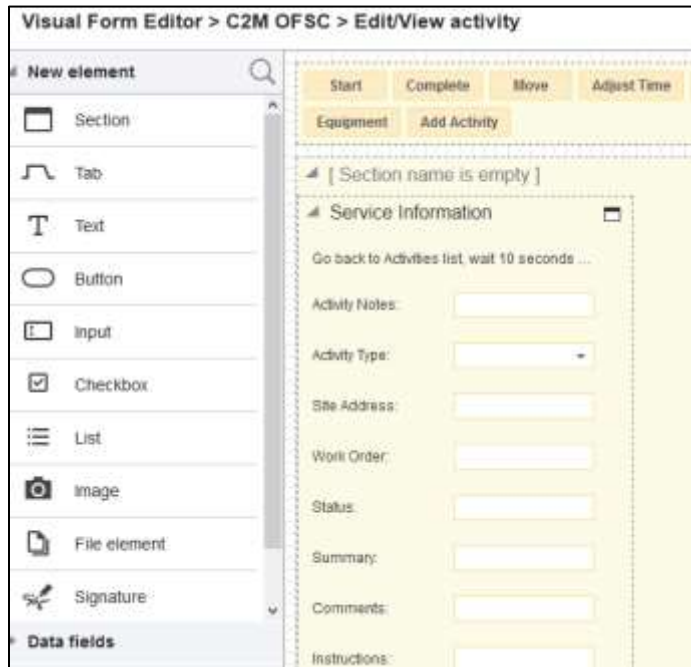 Visual Form Editor > C2M OFSC > Edit/View activity
New element
Section
Tab
Text
Button
Input
Checkbox
List
Image
File element
Signature
Data fields
Start Complete Move Adjust Time
Equipment Add Activity
[ Section name is empty ]
Service Information
Go back to Activities list, wait 10 seconds ...
Activity Notes:
Activity Type:
Site Address:
Work Order:
Status:
Summary:
Comments:
Instructions: